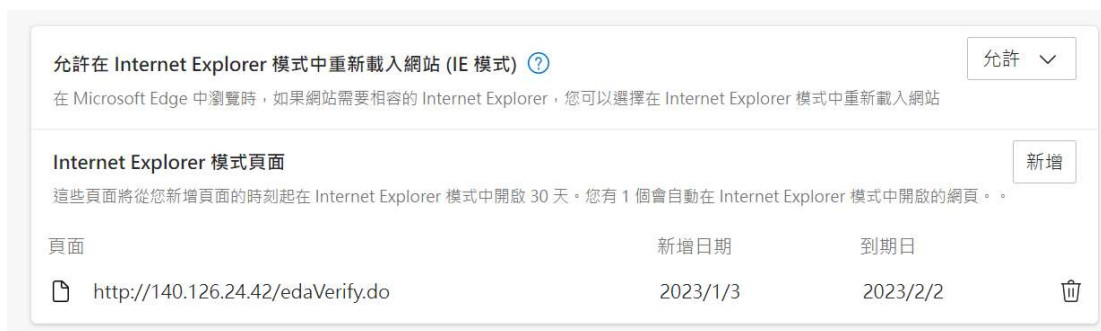 允許在 Internet Explorer 模式中重新載入網站 (IE 模式) ?
允許
在 Microsoft Edge 中瀏覽時，如果網站需要相容的 Internet Explorer，您可以選擇在 Internet Explorer 模式中重新載入網站
Internet Explorer 模式頁面
新增
這些頁面將從您新增頁面的時刻起在 Internet Explorer 模式中開啟 30 天。您有 1 個會自動在 Internet Explorer 模式中開啟的網頁。。
頁面 新增日期 到期日
http://140.126.24.42/edaVerify.do 2023/1/3 2023/2/2